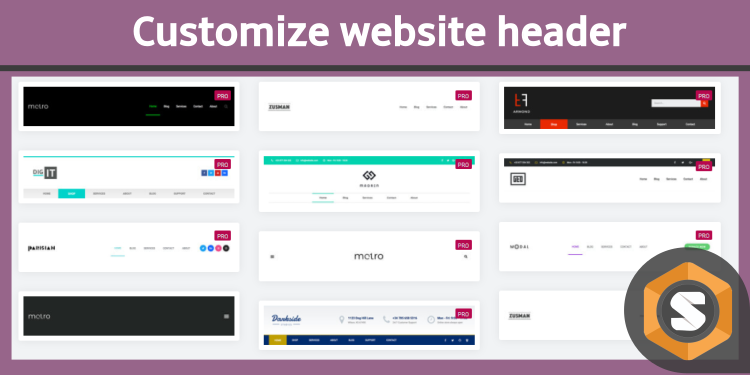 Customize website header
PRO
metro
Home Blog Services Contact About
PRO
ZUSMAN
Home Blog Services Contact About
PRO
ARMOND
Home Shop Services About Blog Support Contact
PRO
DIG IT
HOME SHOP SERVICES ABOUT BLOG SUPPORT CONTACT
PRO
MODERN
Home Blog Services Contact About
PRO
Home Blog Services Contact About
PRO
PARISIAN
HOME BLOG SERVICES CONTACT ABOUT
PRO
metro
PRO
MODAL
HOME BLOG SERVICES CONTACT ABOUT
metro
PRO
HOME SHOP SERVICES ABOUT BLOG SUPPORT CONTACT
ZUSMAN
S